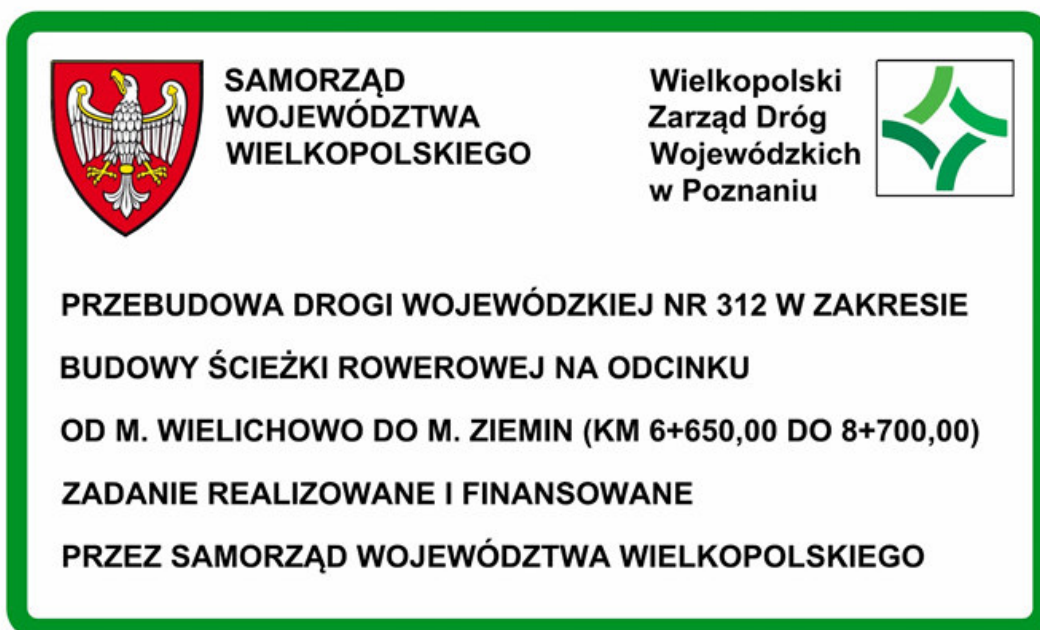 SAMORZĄD
WOJEWÓDZTWA
WIELKOPOLSKIEGO
Wielkopolski
Zarząd Dróg
Wojewódzkich
w Poznaniu
PRZEBUDOWA DROGI WOJEWÓDZKIEJ NR 312 W ZAKRESIE
BUDOWY ŚCIEŻKI ROWEROWEJ NA ODCINKU
OD M. WIELICHOWO DO M. ZIEMIN (KM 6+650,00 DO 8+700,00)
ZADANIE REALIZOWANE I FINANSOWANE
PRZEZ SAMORZĄD WOJEWÓDZTWA WIELKOPOLSKIEGO